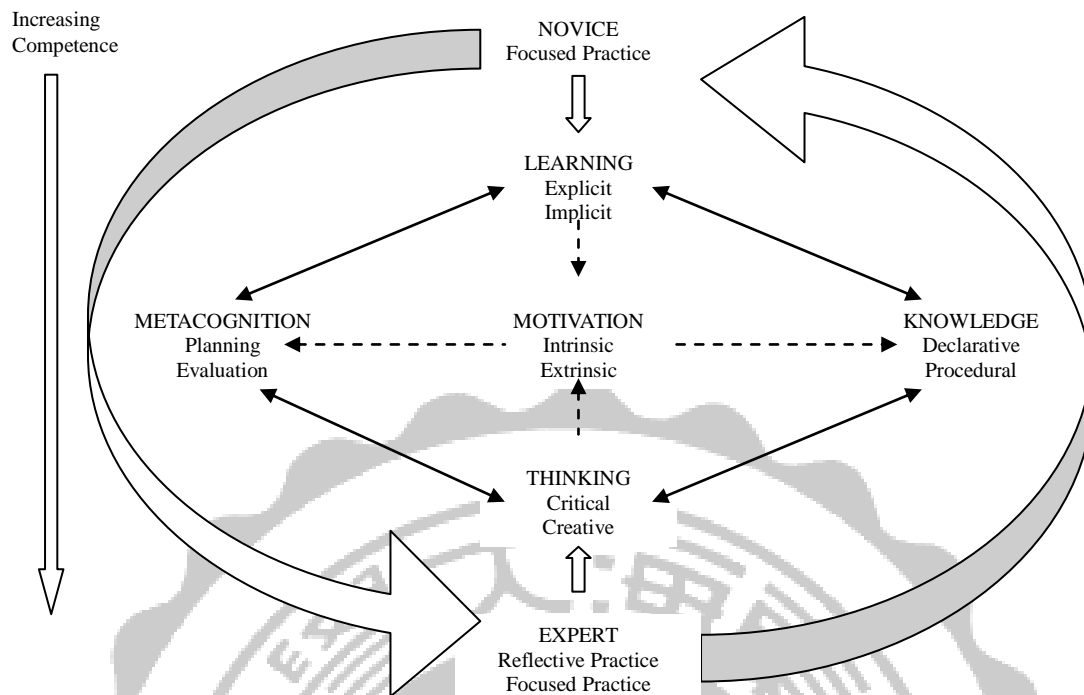 Increasing
Competence
NOVICE
Focused Practice
LEARNING
Explicit
Implicit
METACOGNITION
Planning
Evaluation
MOTIVATION
Intrinsic
Extrinsic
KNOWLEDGE
Declarative
Procedural
THINKING
Critical
Creative
EXPERT
Reflective Practice
Focused Practice